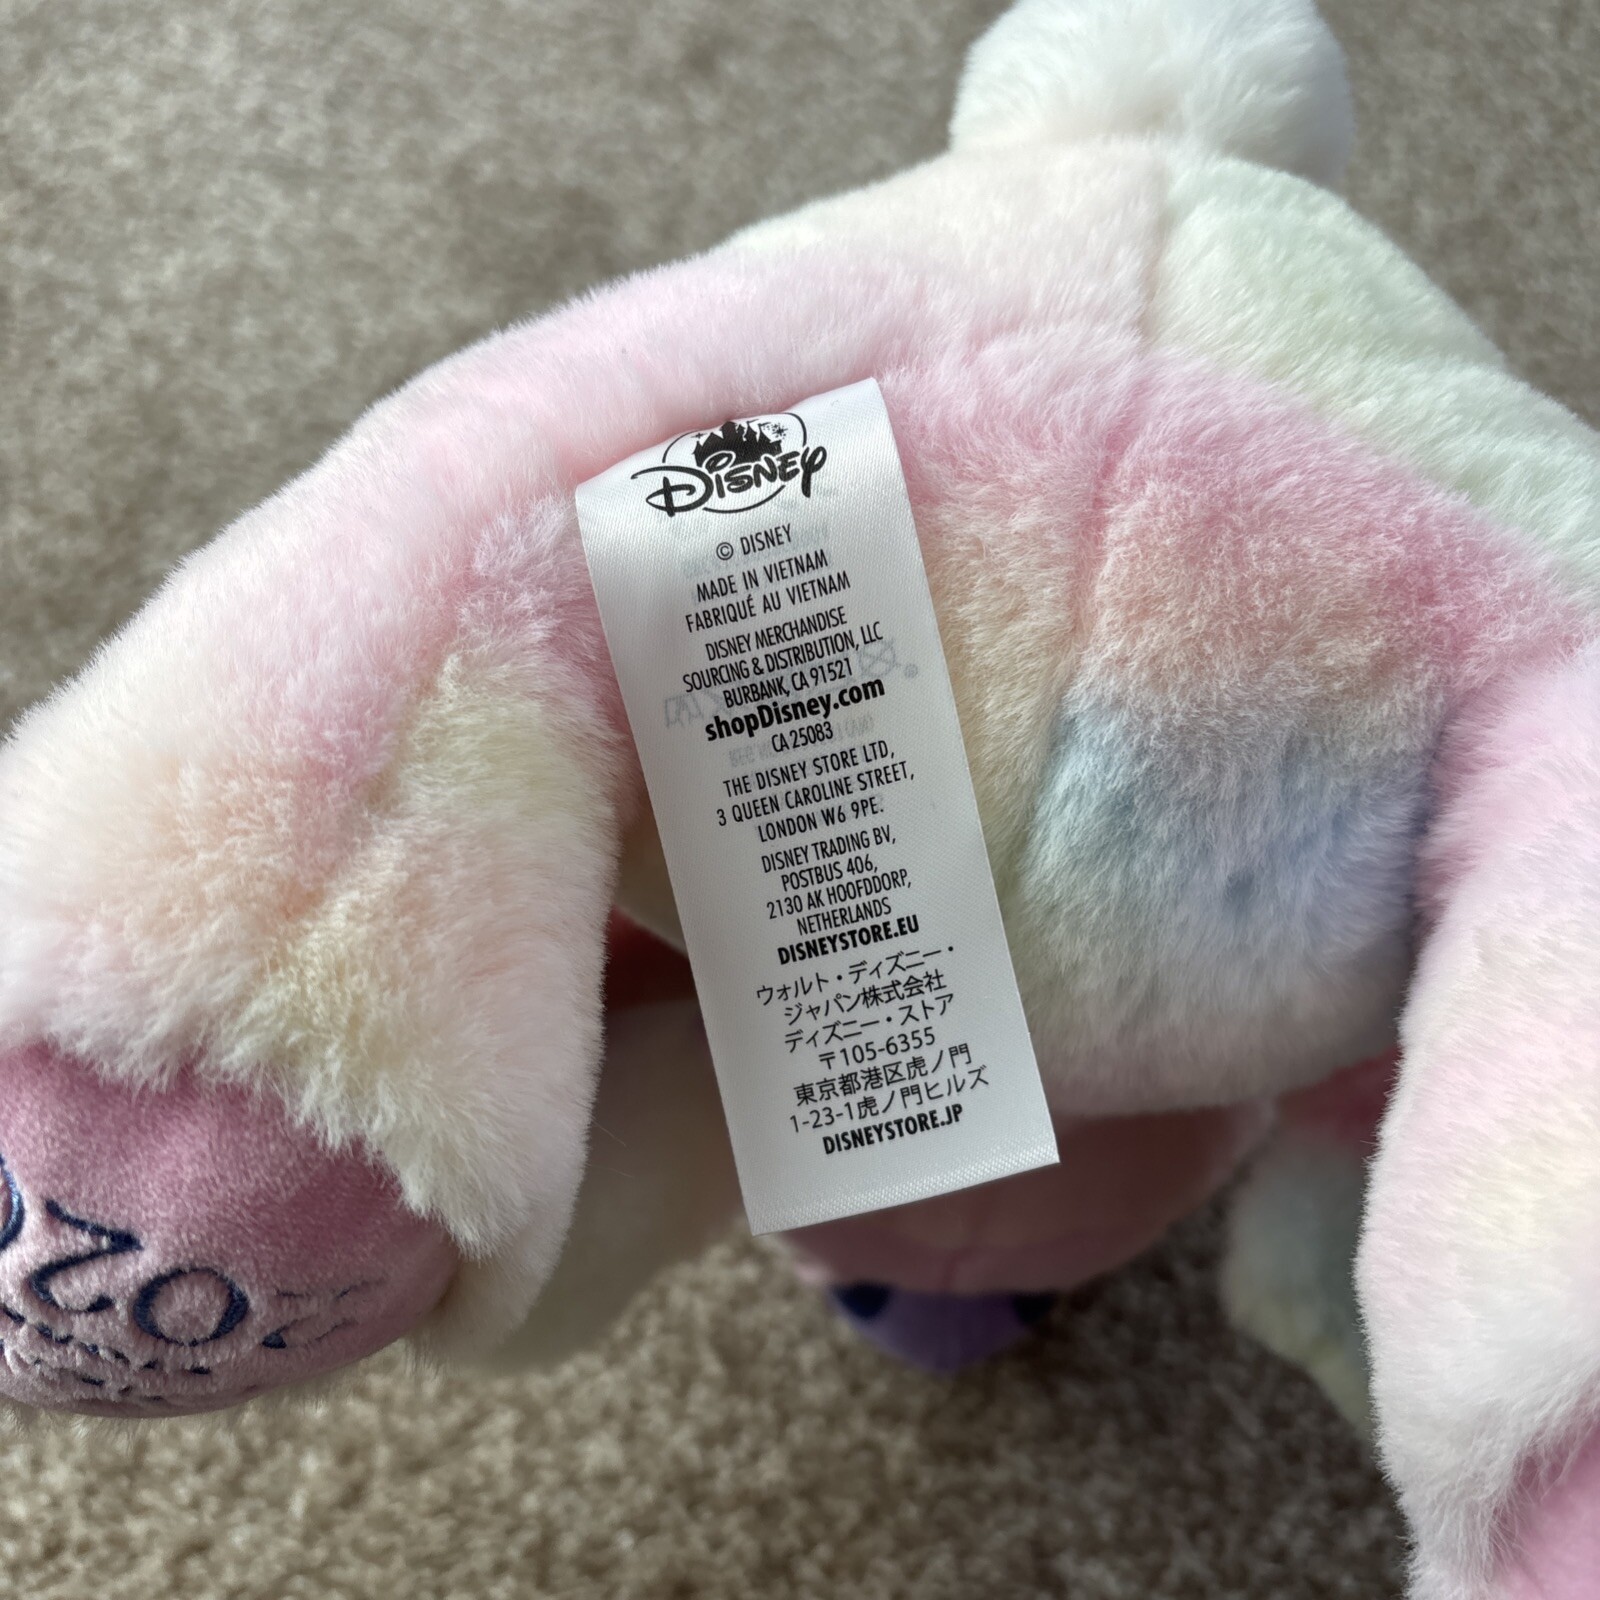 Disney
© DISNEY
MADE IN VIETNAM
FABRIQUÉ AU VIETNAM
DISNEY MERCHANDISE
SOURCING & DISTRIBUTION, LLC
BURBANK, CA 91521
shopDisney.com
CA 25083
THE DISNEY STORE LTD,
3 QUEEN CAROLINE STREET,
LONDON W6 9PE.
DISNEY TRADING BV,
POSTBUS 406,
2130 AK HOOFDDORP,
NETHERLANDS
DISNEYSTORE.EU
ウォルト・ディズニー・
ジャパン株式会社
ディズニー・ストア
〒105-6355
東京都港区虎ノ門
1-23-1虎ノ門ヒルズ
DISNEYSTORE.JP